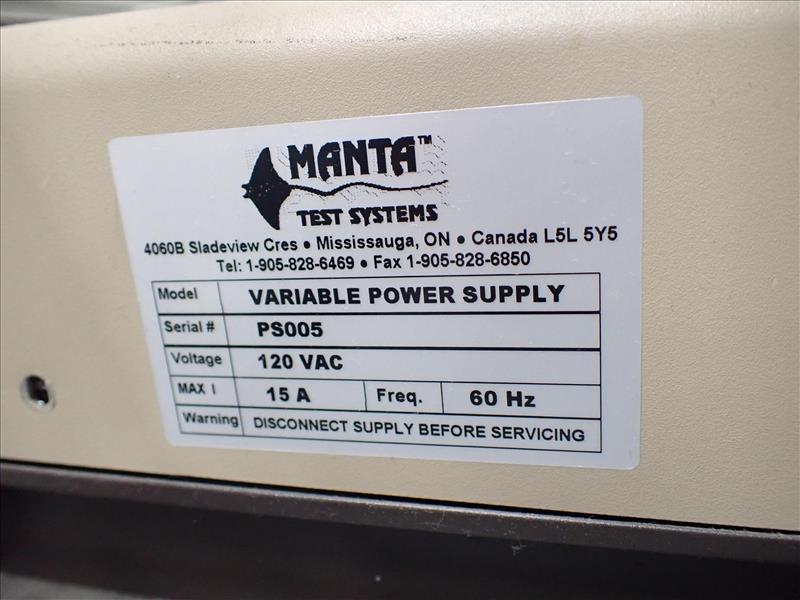 MANTA™
TEST SYSTEMS
4060B Sladeview Cres ● Mississauga, ON ● Canada L5L 5Y5
Tel: 1-905-828-6469 ● Fax 1-905-828-6850
Model VARIABLE POWER SUPPLY
Serial # PS005
Voltage 120 VAC
MAX I 15 A Freq. 60 Hz
Warning DISCONNECT SUPPLY BEFORE SERVICING